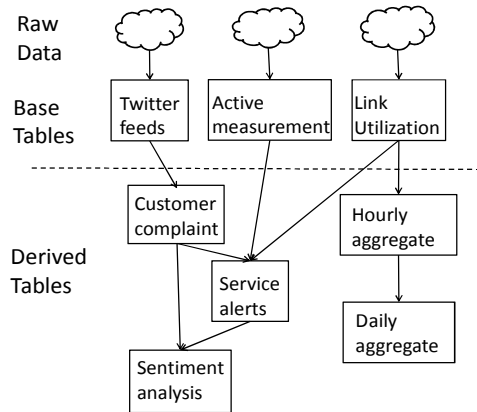 Raw
Data
Base
Tables
Twitter
feeds
Active
measurement
Link
Utilization
Derived
Tables
Customer
complaint
Hourly
aggregate
Service
alerts
Daily
aggregate
Sentiment
analysis